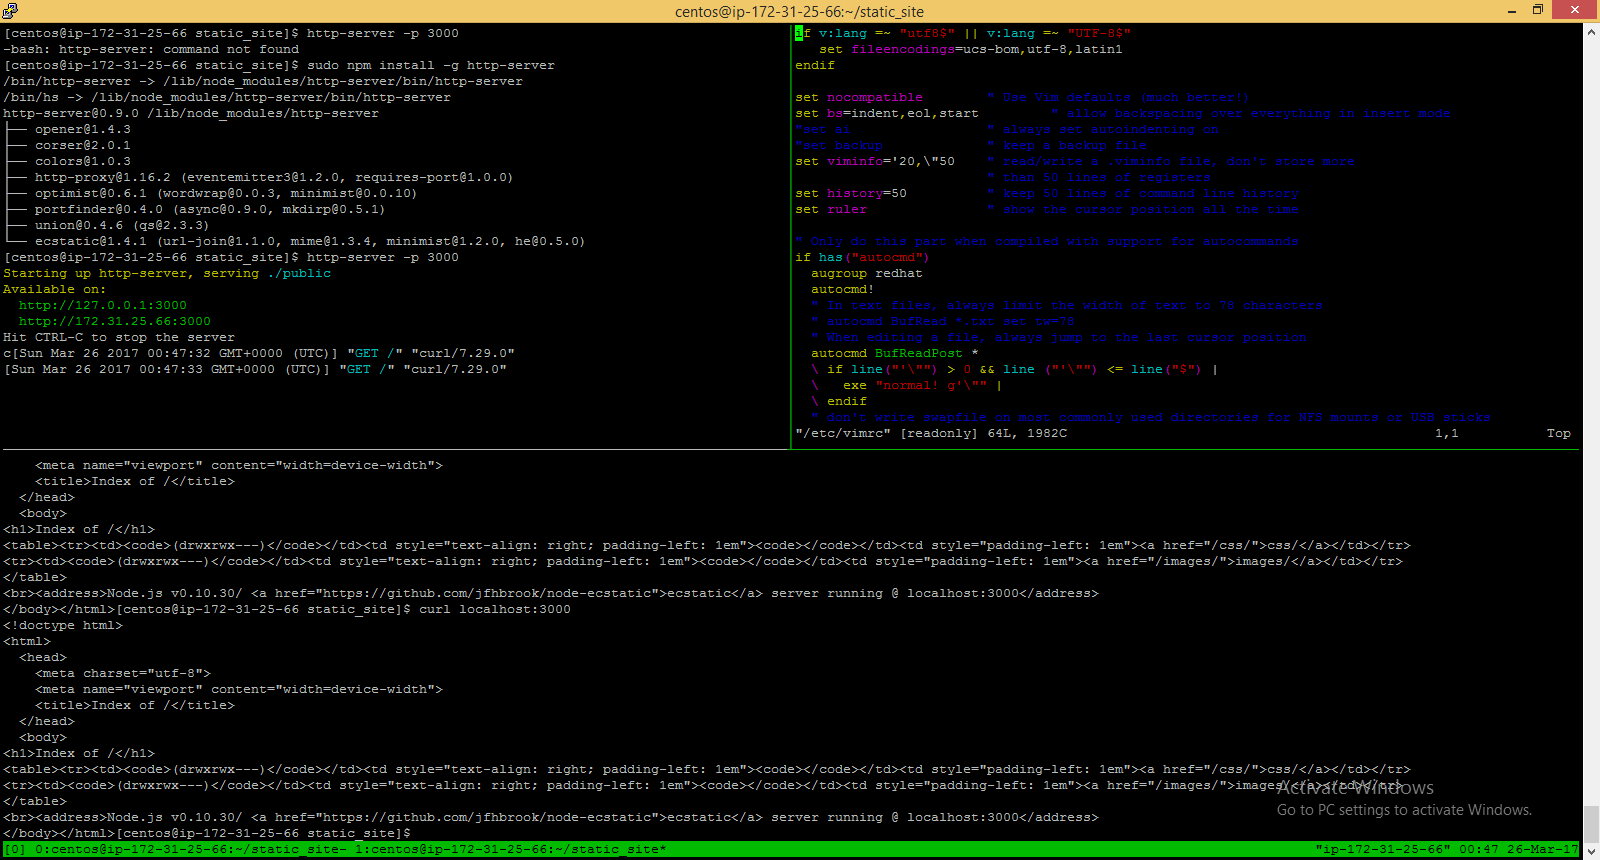 centos@ip-172-31-25-66:~/static_site
[centos@ip-172-31-25-66 static_site]$ http-server -p 3000
-bash: http-server: command not found
[centos@ip-172-31-25-66 static_site]$ sudo npm install -g http-server
/bin/http-server -> /lib/node_modules/http-server/bin/http-server
/bin/hs -> /lib/node_modules/http-server/bin/http-server
http-server@0.9.0 /lib/node_modules/http-server
├── opener@1.4.3
├── corser@2.0.1
├── colors@1.0.3
├── http-proxy@1.16.2 (eventemitter3@1.2.0, requires-port@1.0.0)
├── optimist@0.6.1 (wordwrap@0.0.3, minimist@0.0.10)
├── portfinder@0.4.0 (async@0.9.0, mkdirp@0.5.1)
├── union@0.4.6 (qs@2.3.3)
└── ecstatic@1.4.1 (url-join@1.1.0, mime@1.3.4, minimist@1.2.0, he@0.5.0)
[centos@ip-172-31-25-66 static_site]$ http-server -p 3000
Starting up http-server, serving ./public
Available on:
  http://127.0.0.1:3000
  http://172.31.25.66:3000
Hit CTRL-C to stop the server
c[Sun Mar 26 2017 00:47:32 GMT+0000 (UTC)] "GET /" "curl/7.29.0"
[Sun Mar 26 2017 00:47:33 GMT+0000 (UTC)] "GET /" "curl/7.29.0"
if v:lang =~ "utf8$" || v:lang =~ "UTF-8$"
   set fileencodings=ucs-bom,utf-8,latin1
endif
set nocompatible        " Use Vim defaults (much better!)
set bs=indent,eol,start         " allow backspacing over everything in insert mode
"set ai                 " always set autoindenting on
"set backup             " keep a backup file
set viminfo='20,\"50    " read/write a .viminfo file, don't store more
                        " than 50 lines of registers
set history=50          " keep 50 lines of command line history
set ruler               " show the cursor position all the time
" Only do this part when compiled with support for autocommands
if has("autocmd")
  augroup redhat
  autocmd!
  " In text files, always limit the width of text to 78 characters
  " autocmd BufRead *.txt set tw=78
  " When editing a file, always jump to the last cursor position
  autocmd BufReadPost *
  \ if line("'\"") > 0 && line ("'\"") <= line("$") |
  \   exe "normal! g'\"" |
  \ endif
  " don't write swapfile on most commonly used directories for NFS mounts or USB sticks
"/etc/vimrc" [readonly] 64L, 1982C                                              1,1           Top
    <meta name="viewport" content="width=device-width">
    <title>Index of /</title>
  </head>
  <body>
<h1>Index of /</h1>
<table><tr><td><code>(drwxrwx---)</code></td><td style="text-align: right; padding-left: 1em"><code></code></td><td style="padding-left: 1em"><a href="/css/">css/</a></td></tr>
<tr><td><code>(drwxrwx---)</code></td><td style="text-align: right; padding-left: 1em"><code></code></td><td style="padding-left: 1em"><a href="/images/">images/</a></td></tr>
</table>
<br><address>Node.js v0.10.30/ <a href="https://github.com/jfhbrook/node-ecstatic">ecstatic</a> server running @ localhost:3000</address>
</body></html>[centos@ip-172-31-25-66 static_site]$ curl localhost:3000
<!doctype html>
<html>
  <head>
    <meta charset="utf-8">
    <meta name="viewport" content="width=device-width">
    <title>Index of /</title>
  </head>
  <body>
<h1>Index of /</h1>
<table><tr><td><code>(drwxrwx---)</code></td><td style="text-align: right; padding-left: 1em"><code></code></td><td style="padding-left: 1em"><a href="/css/">css/</a></td></tr>
<tr><td><code>(drwxrwx---)</code></td><td style="text-align: right; padding-left: 1em"><code></code></td><td style="padding-left: 1em"><a href="/images/">images/</a></td></tr>
</table>
<br><address>Node.js v0.10.30/ <a href="https://github.com/jfhbrook/node-ecstatic">ecstatic</a> server running @ localhost:3000</address>
</body></html>[centos@ip-172-31-25-66 static_site]$
Activate Windows
Go to PC settings to activate Windows.
[0] 0:centos@ip-172-31-25-66:~/static_site- 1:centos@ip-172-31-25-66:~/static_site*     "ip-172-31-25-66" 00:47 26-Mar-17